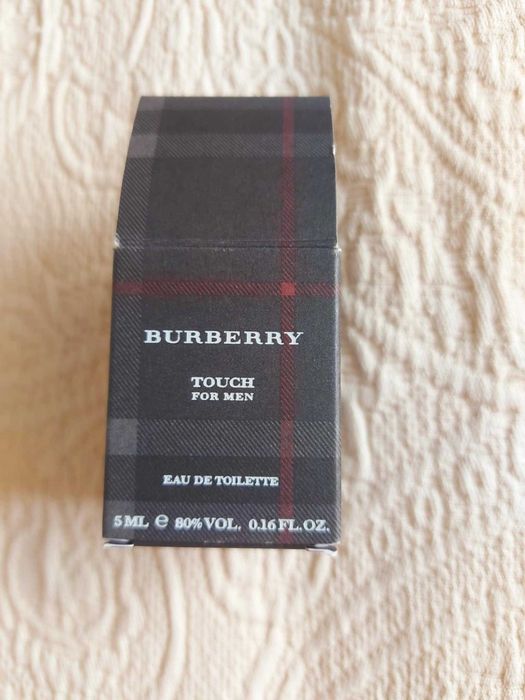 BURBERRY
TOUCH
FOR MEN
EAU DE TOILETTE
5 ML e 80% VOL. 0.16 FL.OZ.